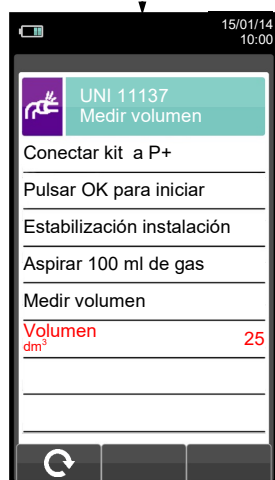 15/01/14
10:00
UNI 11137
Medir volumen
Conectar kit a P+
Pulsar OK para iniciar
Estabilización instalación
Aspirar 100 ml de gas
Medir volumen
Volumen 25
dm³